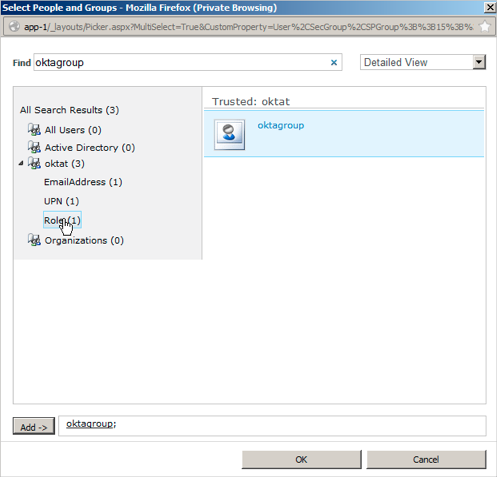 Select People and Groups - Mozilla Firefox (Private Browsing)
app-1/_layouts/Picker.aspx?MultiSelect=True&CustomProperty=User%2CSecGroup%2CSPGroup%3B%3B15%3B%
Find oktagroup × Detailed View
All Search Results (3)
All Users (0)
Active Directory (0)
oktat (3)
EmailAddress (1)
UPN (1)
Role (1)
Organizations (0)
Trusted: oktat
oktagroup
Add -> oktagroup;
OK Cancel